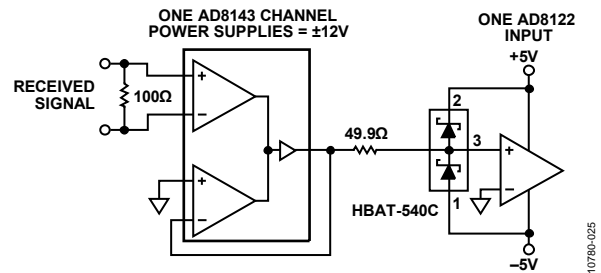 ONE AD8143 CHANNEL
POWER SUPPLIES = ±12V
ONE AD8122
INPUT
+5V
RECEIVED
SIGNAL
100Ω
+
–
+
–
49.9Ω
2
3
1
+
–
HBAT-540C
–5V
10780-025